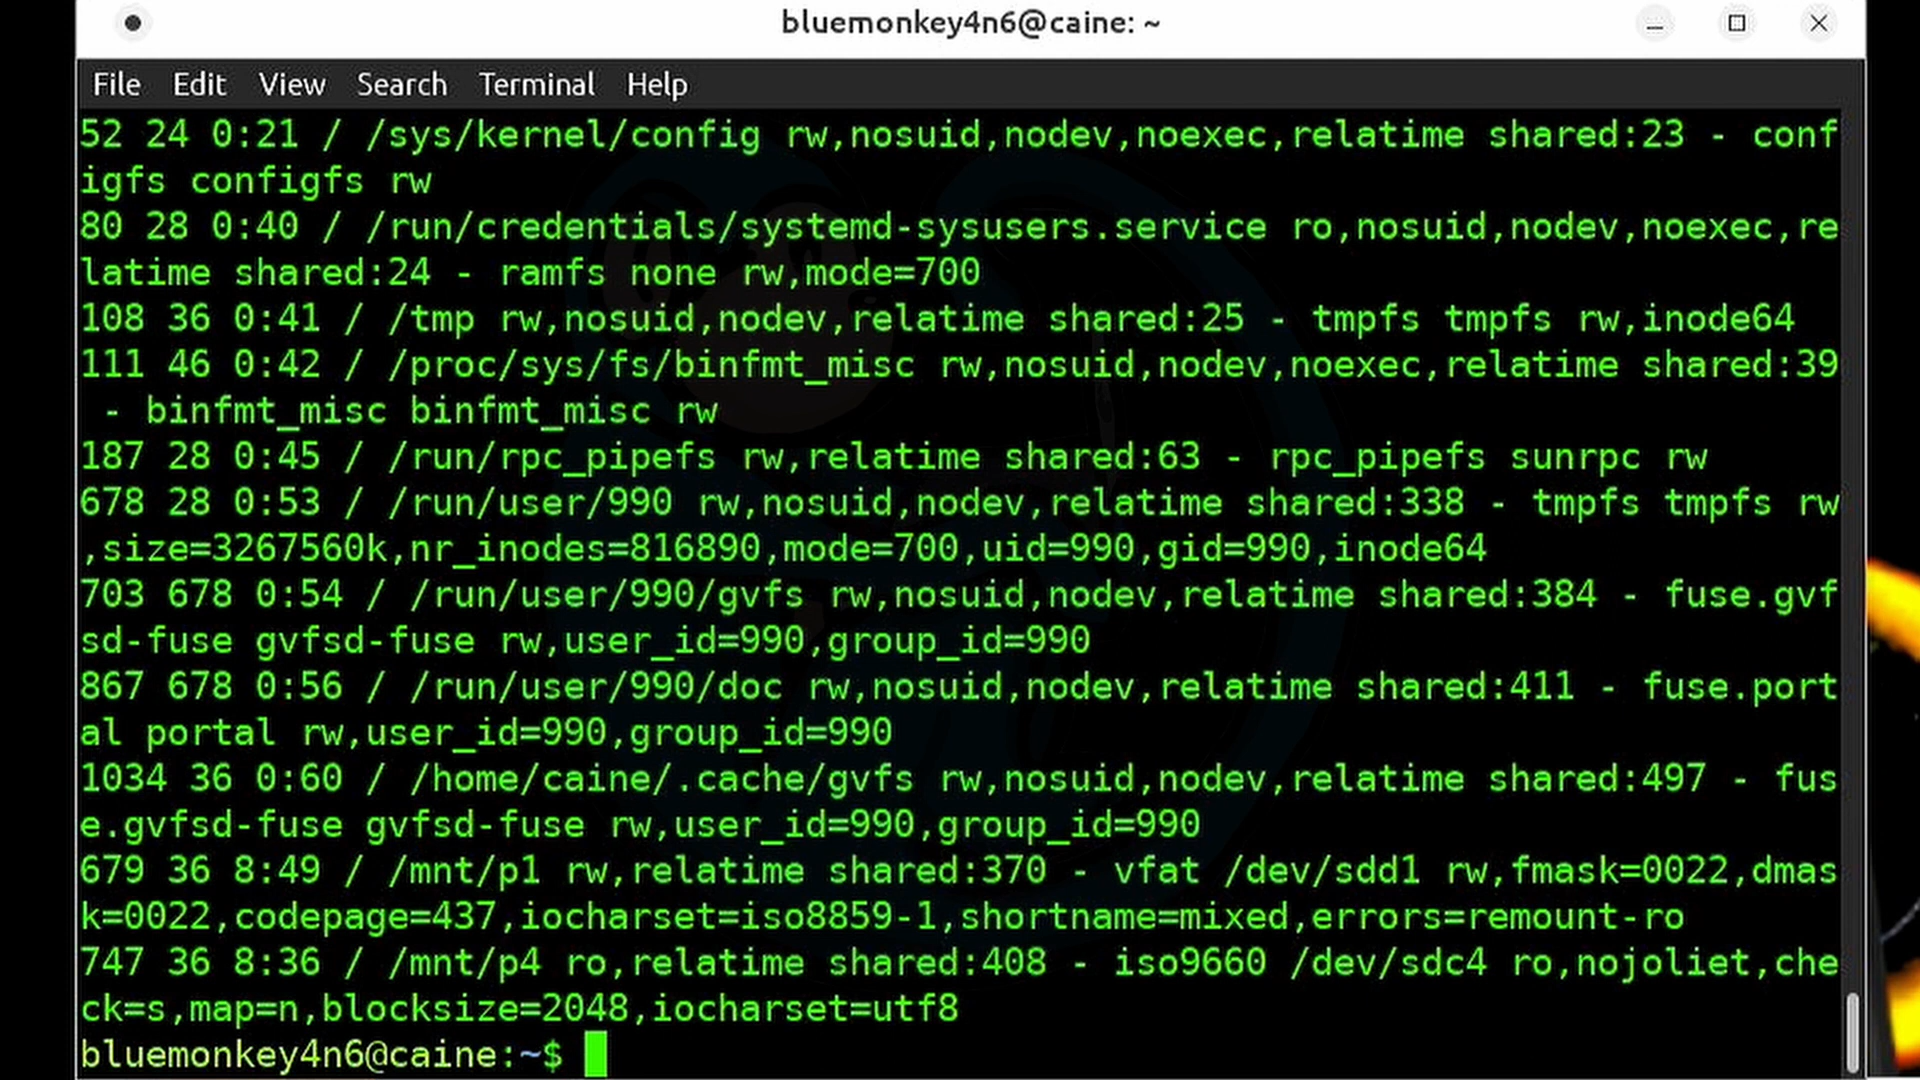 bluemonkey4n6@caine: ~
File Edit View Search Terminal Help
52 24 0:21 / /sys/kernel/config rw,nosuid,nodev,noexec,relatime shared:23 - conf
igfs configfs rw
80 28 0:40 / /run/credentials/systemd-sysusers.service ro,nosuid,nodev,noexec,re
latime shared:24 - ramfs none rw,mode=700
108 36 0:41 / /tmp rw,nosuid,nodev,relatime shared:25 - tmpfs tmpfs rw,inode64
111 46 0:42 / /proc/sys/fs/binfmt_misc rw,nosuid,nodev,noexec,relatime shared:39
 - binfmt_misc binfmt_misc rw
187 28 0:45 / /run/rpc_pipefs rw,relatime shared:63 - rpc_pipefs sunrpc rw
678 28 0:53 / /run/user/990 rw,nosuid,nodev,relatime shared:338 - tmpfs tmpfs rw
,size=3267560k,nr_inodes=816890,mode=700,uid=990,gid=990,inode64
703 678 0:54 / /run/user/990/gvfs rw,nosuid,nodev,relatime shared:384 - fuse.gvf
sd-fuse gvfsd-fuse rw,user_id=990,group_id=990
867 678 0:56 / /run/user/990/doc rw,nosuid,nodev,relatime shared:411 - fuse.port
al portal rw,user_id=990,group_id=990
1034 36 0:60 / /home/caine/.cache/gvfs rw,nosuid,nodev,relatime shared:497 - fus
e.gvfsd-fuse gvfsd-fuse rw,user_id=990,group_id=990
679 36 8:49 / /mnt/p1 rw,relatime shared:370 - vfat /dev/sdd1 rw,fmask=0022,dmas
k=0022,codepage=437,iocharset=iso8859-1,shortname=mixed,errors=remount-ro
747 36 8:36 / /mnt/p4 ro,relatime shared:408 - iso9660 /dev/sdc4 ro,nojoliet,che
ck=s,map=n,blocksize=2048,iocharset=utf8
bluemonkey4n6@caine:~$